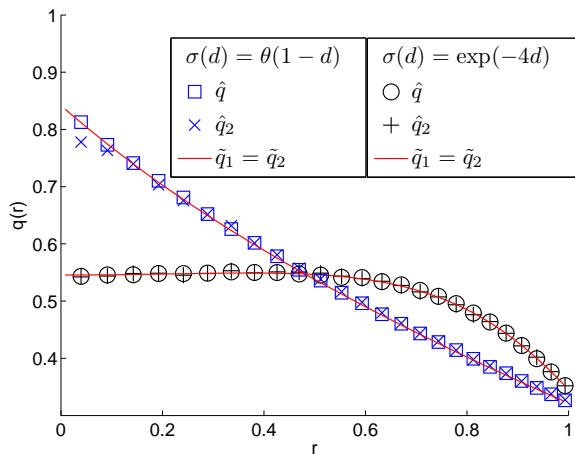 1
0.9
0.8
0.7
0.6
0.5
0.4
q(r)
0 0.2 0.4 0.6 0.8 1
r
σ(d) = θ(1 − d)
q̂
q̂₂
q̃₁ = q̃₂
σ(d) = exp(−4d)
q̂
q̂₂
q̃₁ = q̃₂